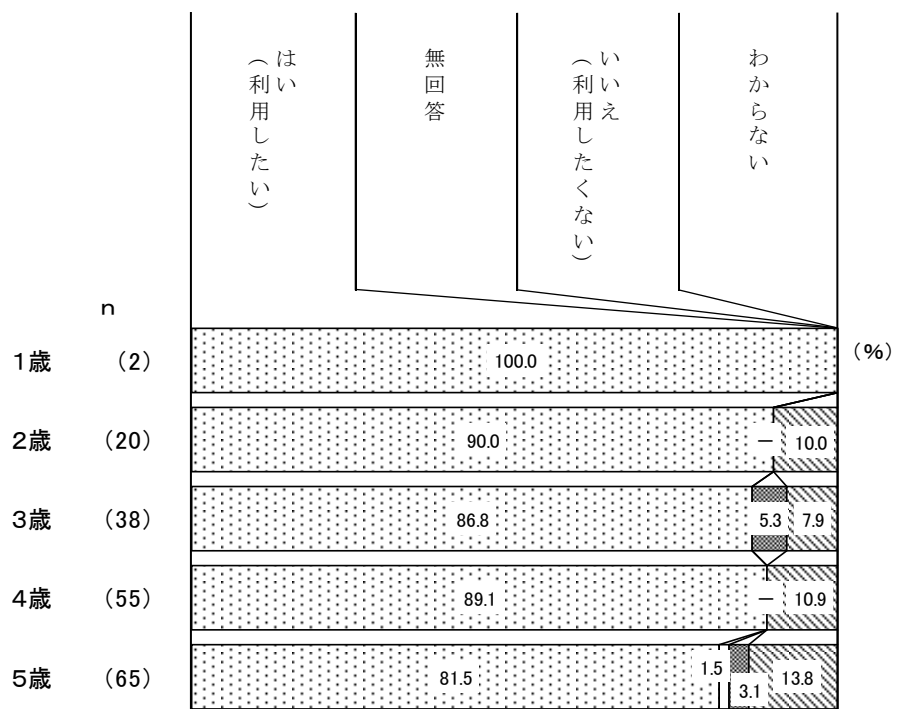 はい
（利用したい）
無回答
いいえ
（利用したくない）
わからない
n
（%）
1歳 （2） 100.0
2歳 （20） 90.0 － 10.0
3歳 （38） 86.8 5.3 7.9
4歳 （55） 89.1 － 10.9
5歳 （65） 81.5 1.5 3.1 13.8